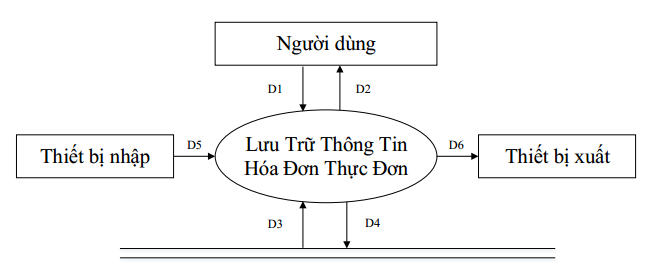 Người dùng
D1
D2
Thiết bị nhập
D5
Lưu Trữ Thông Tin
Hóa Đơn Thực Đơn
D6
Thiết bị xuất
D3
D4